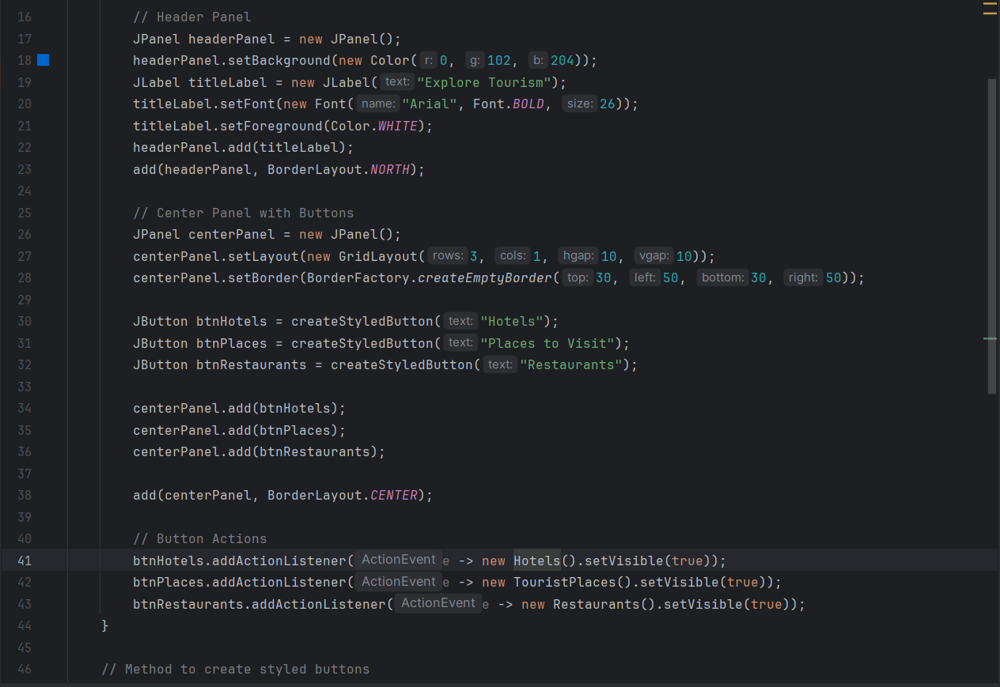 16 // Header Panel
17 JPanel headerPanel = new JPanel();
18 headerPanel.setBackground(new Color( r: 0, g: 102, b: 204));
19 JLabel titleLabel = new JLabel( text: "Explore Tourism");
20 titleLabel.setFont(new Font( name: "Arial", Font.BOLD, size: 26));
21 titleLabel.setForeground(Color.WHITE);
22 headerPanel.add(titleLabel);
23 add(headerPanel, BorderLayout.NORTH);
24
25 // Center Panel with Buttons
26 JPanel centerPanel = new JPanel();
27 centerPanel.setLayout(new GridLayout( rows: 3, cols: 1, hgap: 10, vgap: 10));
28 centerPanel.setBorder(BorderFactory.createEmptyBorder( top: 30, left: 50, bottom: 30, right: 50));
29
30 JButton btnHotels = createStyledButton( text: "Hotels");
31 JButton btnPlaces = createStyledButton( text: "Places to Visit");
32 JButton btnRestaurants = createStyledButton( text: "Restaurants");
33
34 centerPanel.add(btnHotels);
35 centerPanel.add(btnPlaces);
36 centerPanel.add(btnRestaurants);
37
38 add(centerPanel, BorderLayout.CENTER);
39
40 // Button Actions
41 btnHotels.addActionListener( ActionEvent e -> new Hotels().setVisible(true));
42 btnPlaces.addActionListener( ActionEvent e -> new TouristPlaces().setVisible(true));
43 btnRestaurants.addActionListener( ActionEvent e -> new Restaurants().setVisible(true));
44 }
45
46 // Method to create styled buttons